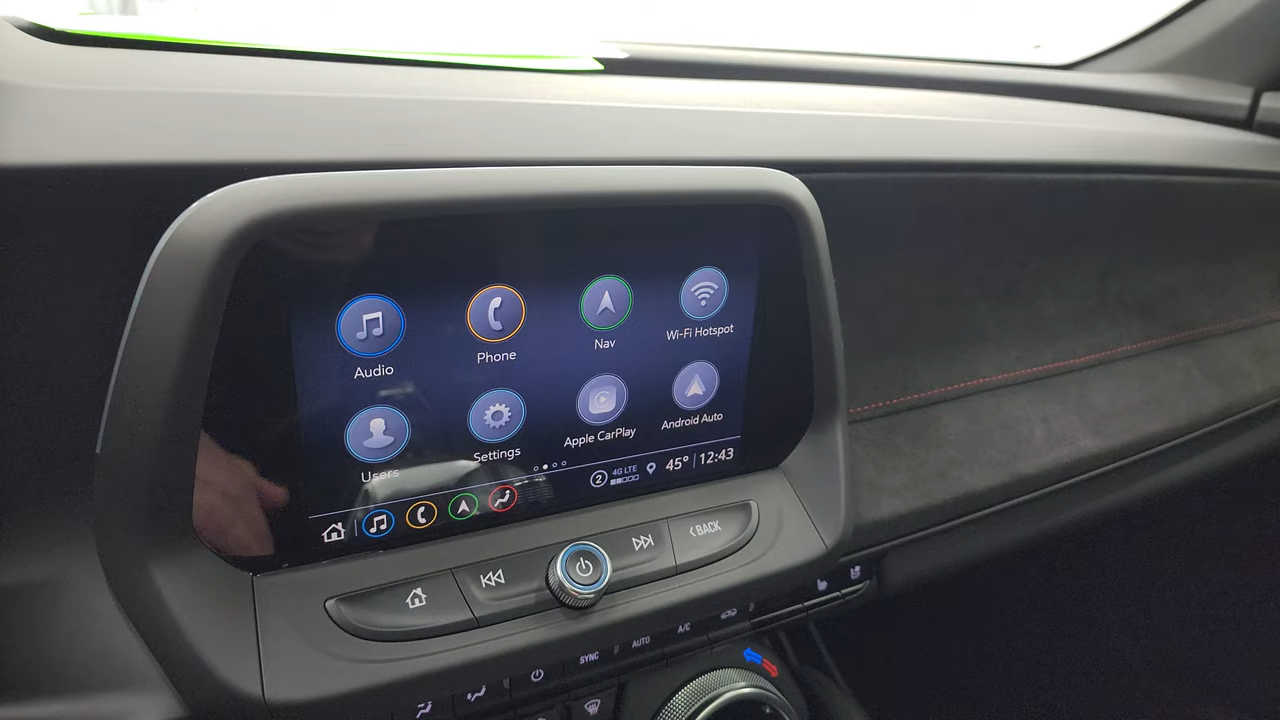 Audio
Phone
Nav
Wi-Fi Hotspot
Users
Settings
Apple CarPlay
Android Auto
2 4G LTE 45° 12:43
BACK
SYNC AUTO A/C